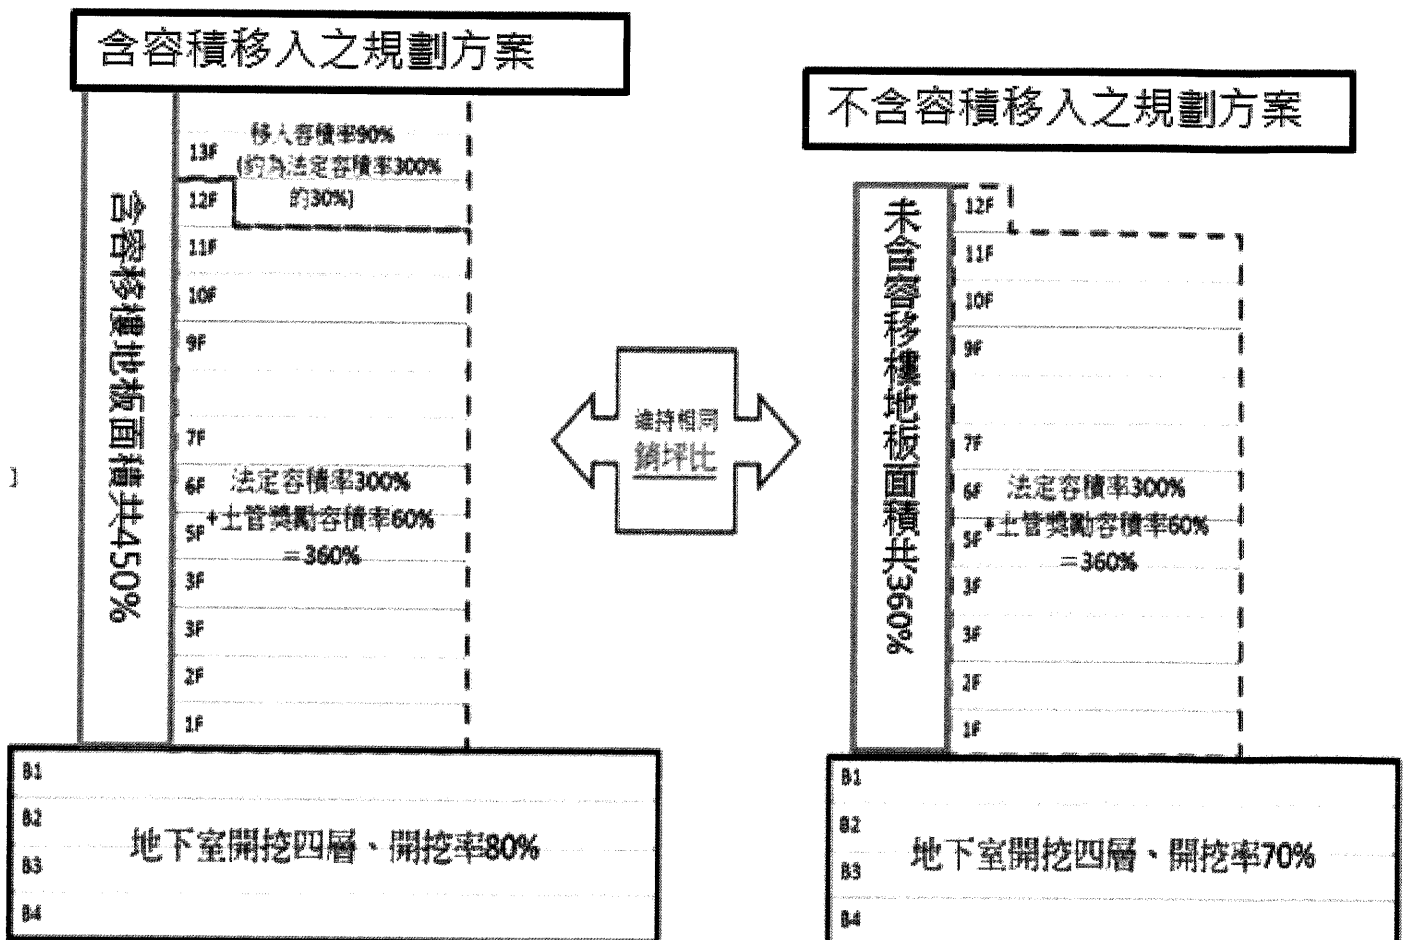 含容積移入之規劃方案
移入容積率90%
(約為法定容積率300%
的30%)
13F
12F
11F
10F
9F
7F
6F
5F
3F
3F
2F
1F
含容移樓地板面積共450%
法定容積率300%
+土管獎勵容積率60%
=360%
B1
B2
B3
B4
地下室開挖四層、開挖率80%
維持相同
銷坪比
不含容積移入之規劃方案
12F
11F
10F
9F
7F
6F
5F
3F
3F
2F
1F
未含容移樓地板面積共360%
法定容積率300%
+土管獎勵容積率60%
=360%
B1
B2
B3
B4
地下室開挖四層、開挖率70%
]